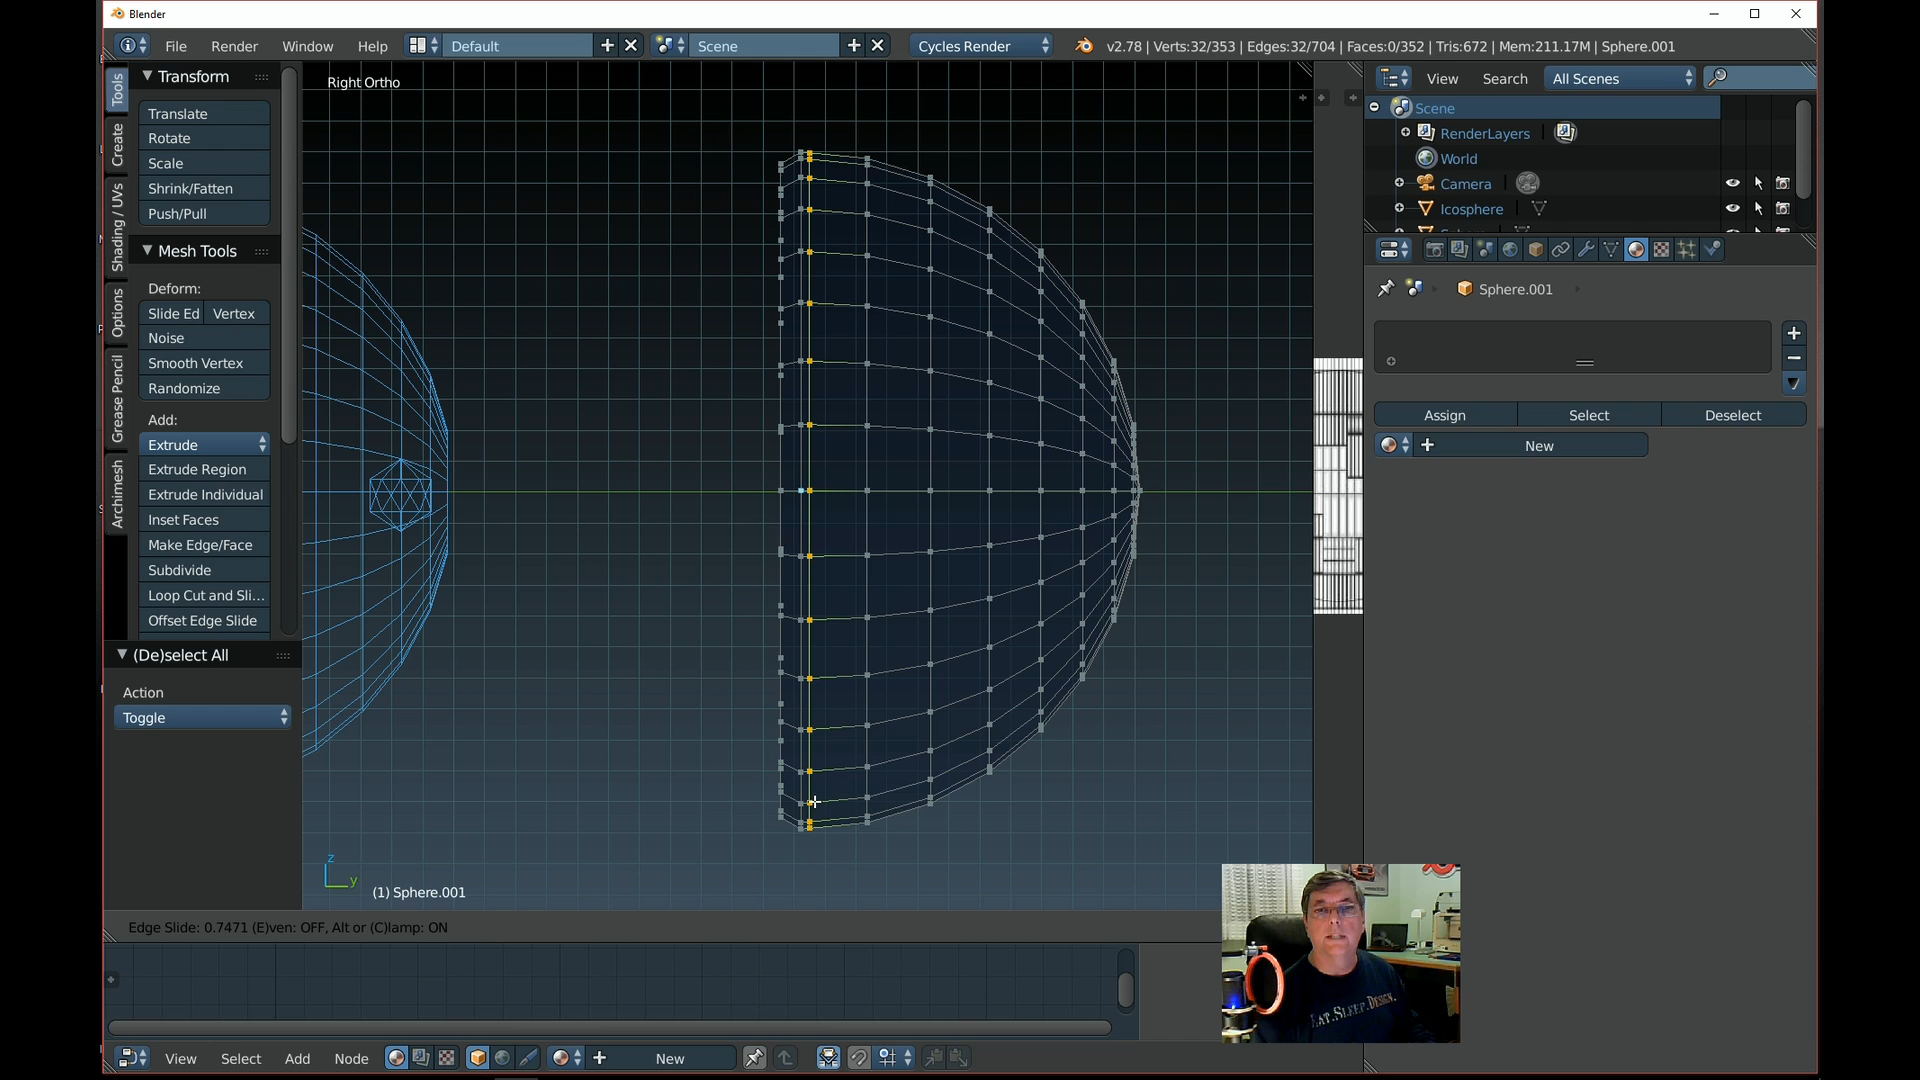 Blender
File
Render
Window
Help
Default
Scene
Cycles Render
v2.78 | Verts:32/353 | Edges:32/704 | Faces:0/352 | Tris:672 | Mem:211.17M | Sphere.001
Tools
Create
Shading / UVs
Options
Grease Pencil
Archimesh
Transform
Translate
Rotate
Scale
Shrink/Fatten
Push/Pull
Mesh Tools
Deform:
Slide Ed
Vertex
Noise
Smooth Vertex
Randomize
Add:
Extrude
Extrude Region
Extrude Individual
Inset Faces
Make Edge/Face
Subdivide
Loop Cut and Sli...
Offset Edge Slide
(De)select All
Action
Toggle
Right Ortho
z
y
(1) Sphere.001
Edge Slide: 0.7471 (E)ven: OFF, Alt or (C)lamp: ON
View
Search
All Scenes
Scene
RenderLayers
World
Camera
Icosphere
Sphere.001
Assign
Select
Deselect
New
EAT.SLEEP.DESIGN.
View
Select
Add
Node
New